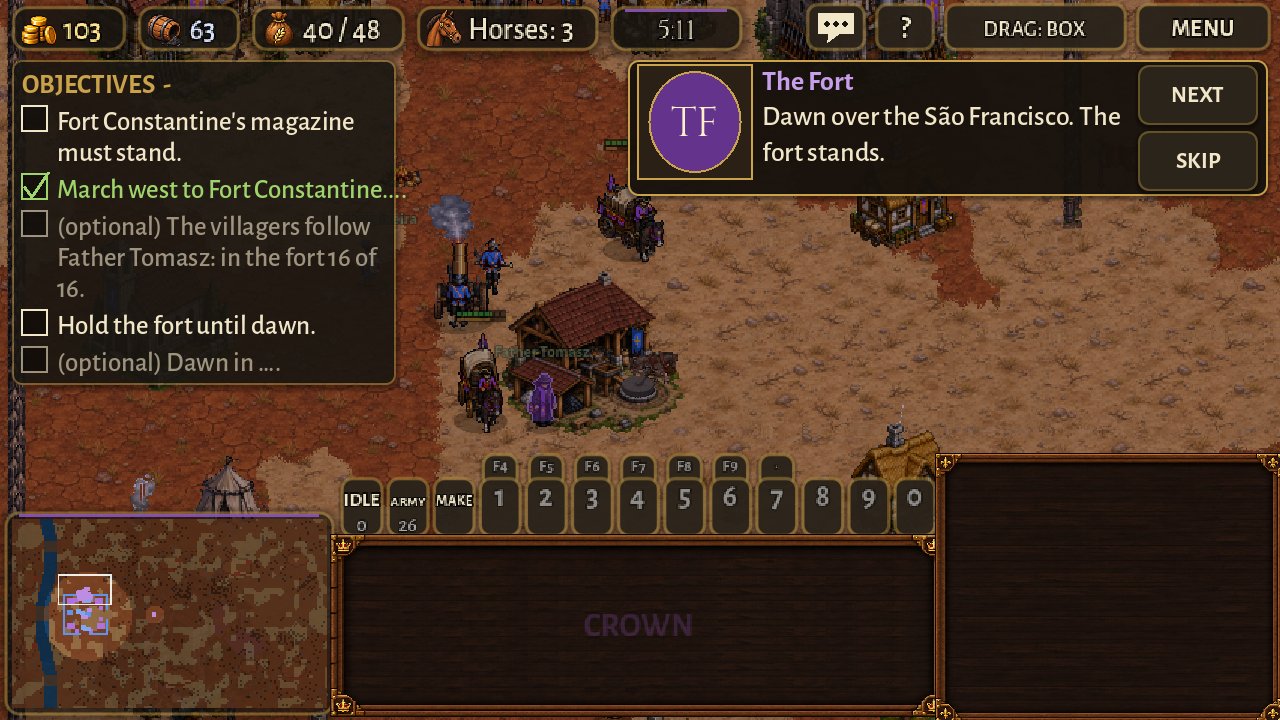 103
63
40 / 48
Horses: 3
5:11
?
DRAG: BOX
MENU
OBJECTIVES -
Fort Constantine's magazine
must stand.
March west to Fort Constantine....
(optional) The villagers follow
Father Tomasz: in the fort 16 of
16.
Hold the fort until dawn.
(optional) Dawn in ....
TF
The Fort
Dawn over the São Francisco. The
fort stands.
NEXT
SKIP
Father Tomasz
F4
F5
F6
F7
F8
F9
IDLE
0
ARMY
26
MAKE
1
2
3
4
5
6
7
8
9
0
CROWN